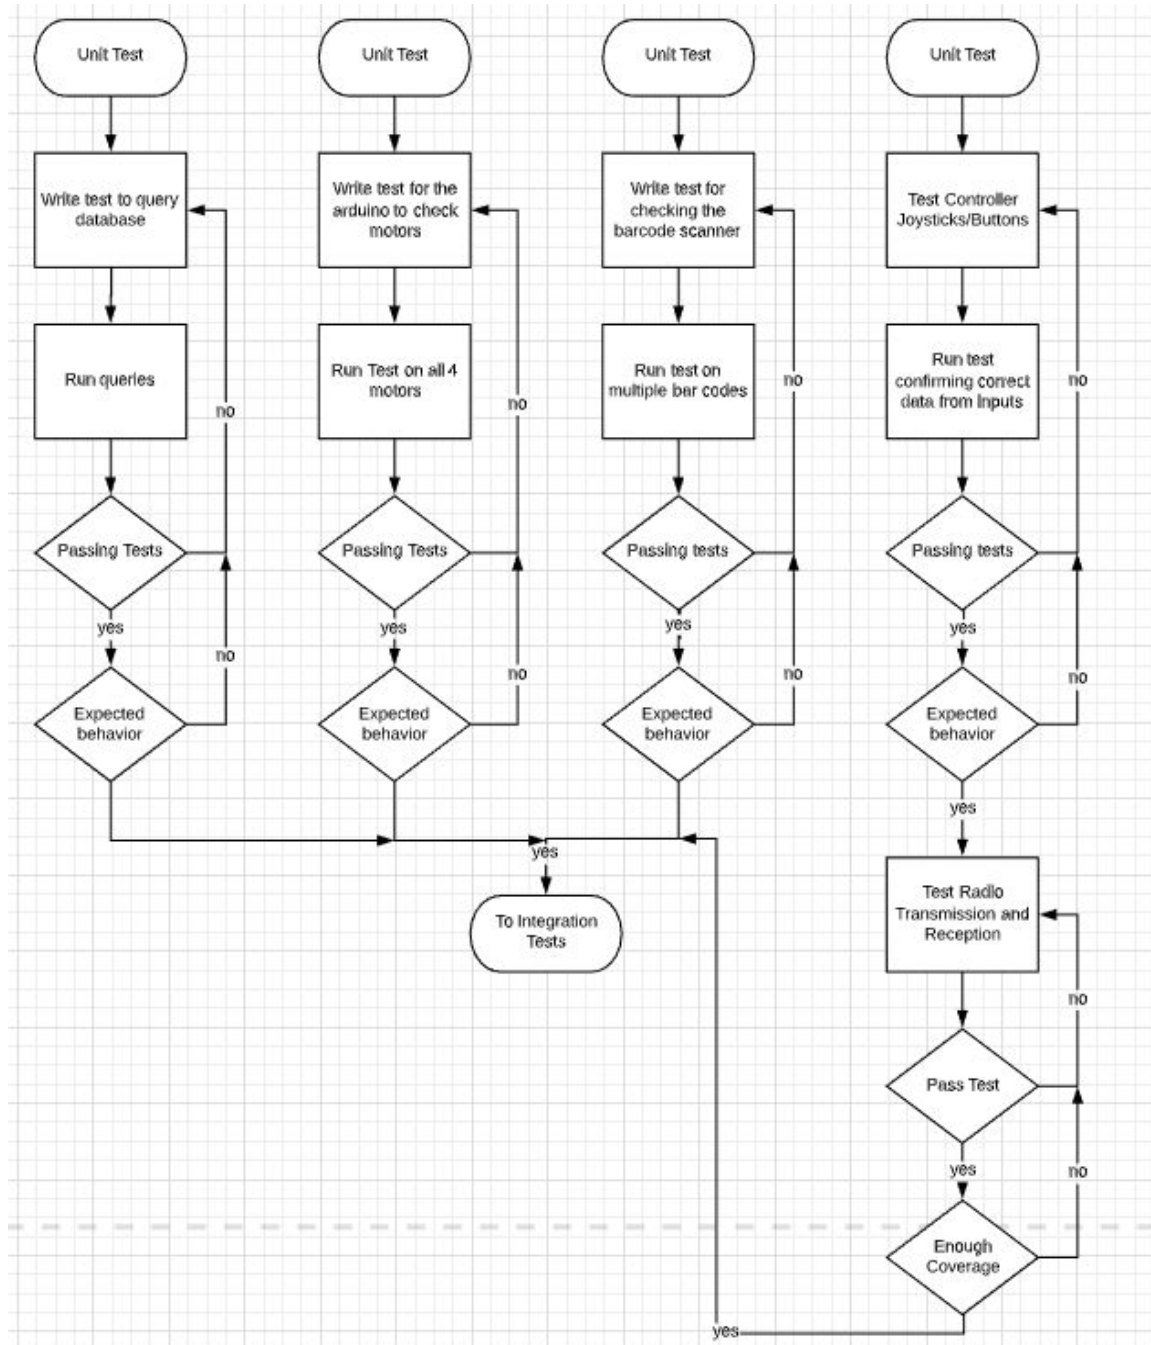 Unit Test
Unit Test
Unit Test
Unit Test
Write test to query
database
Write test for the
arduino to check
motors
Write test for
checking the
barcode scanner
Test Controller
Joysticks/Buttons
Run queries
Run Test on all 4
motors
Run test on
multiple bar codes
Run test
confirming correct
data from Inputs
no
no
no
no
Passing Tests
Passing Tests
Passing tests
Passing tests
yes
yes
yes
yes
no
no
no
no
Expected
behavior
Expected
behavior
Expected
behavior
Expected
behavior
yes
yes
To Integration
Tests
Test Radio
Transmission and
Reception
no
Pass Test
yes
no
Enough
Coverage
yes